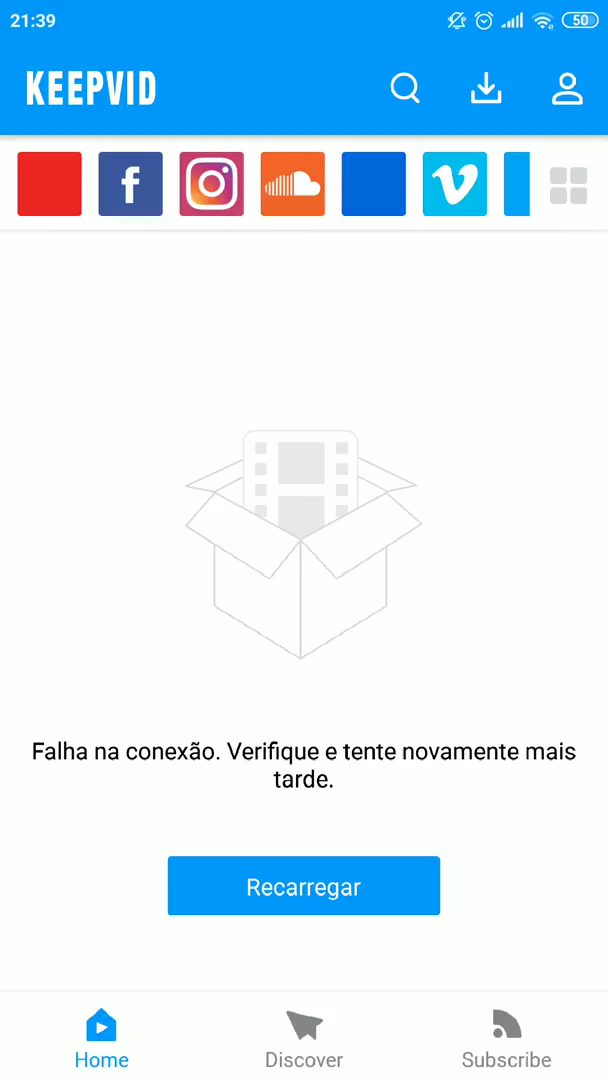 21:39
50
KEEPVID
f
Falha na conexão. Verifique e tente novamente mais
tarde.
Recarregar
Home
Discover
Subscribe